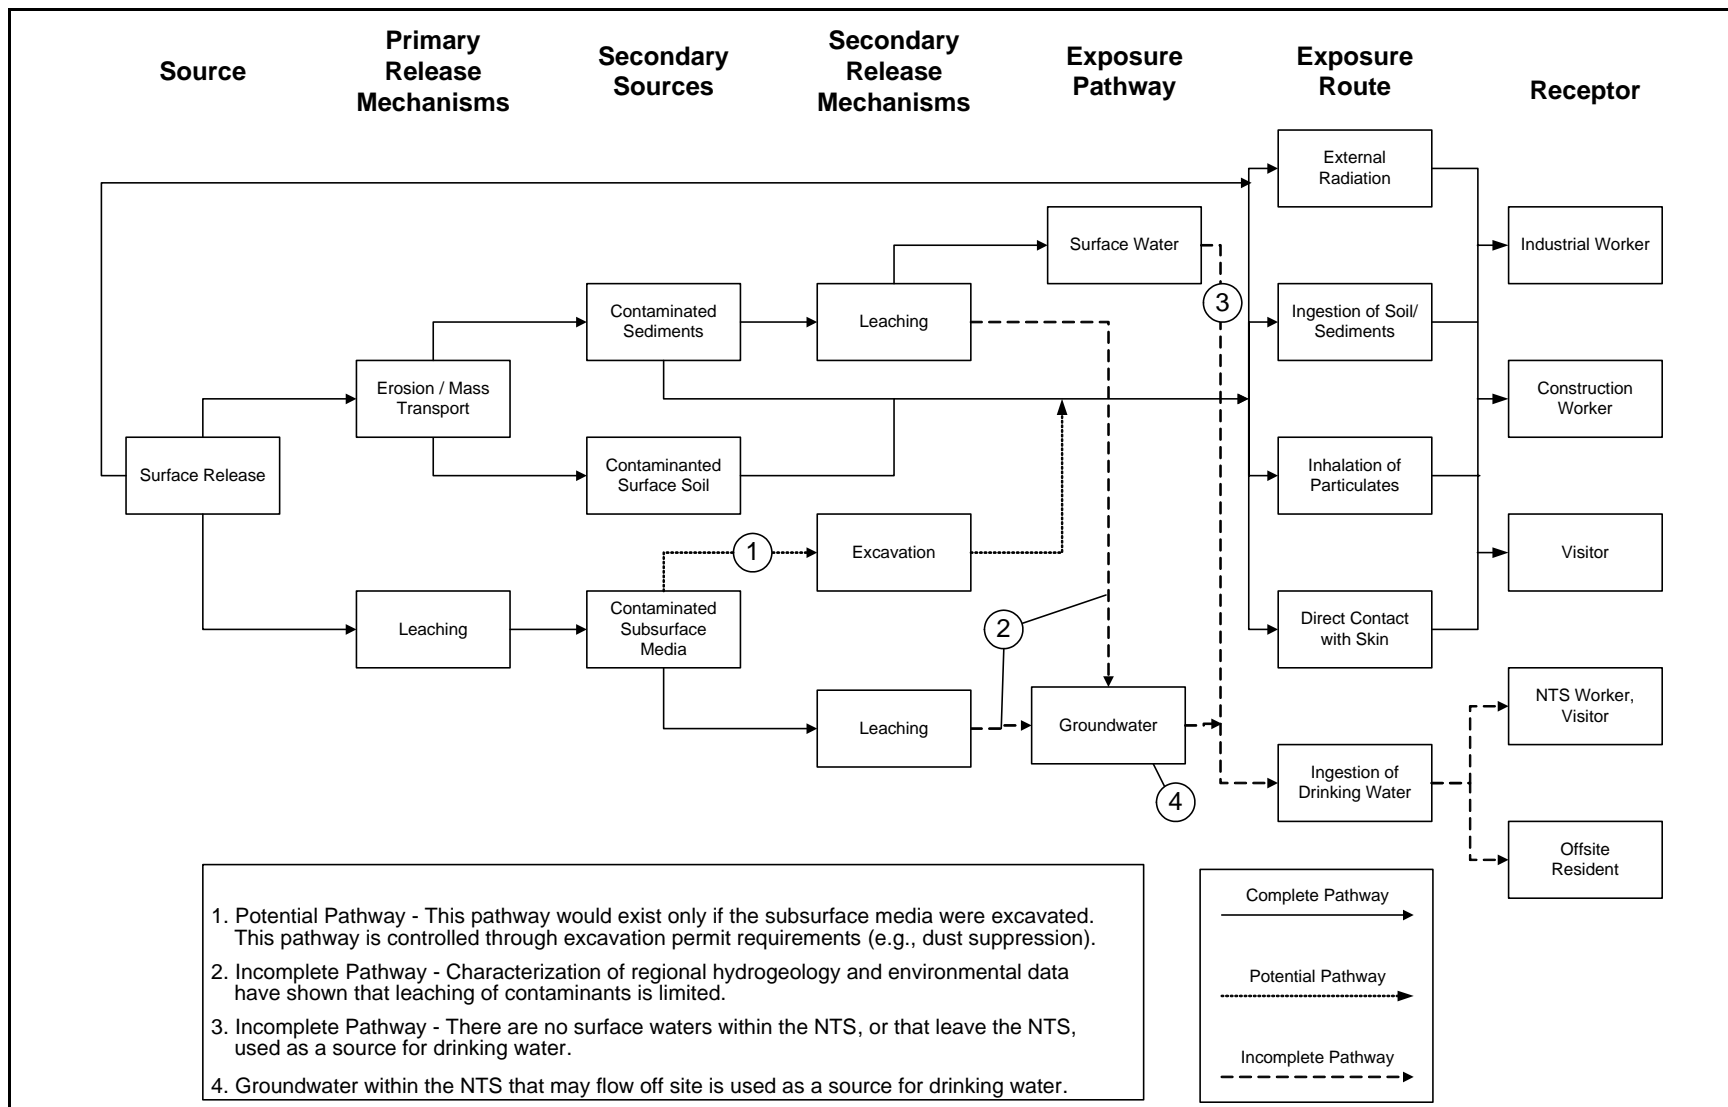 Source
Primary
Release
Mechanisms
Secondary
Sources
Secondary
Release
Mechanisms
Exposure
Pathway
Exposure
Route
Receptor
External
Radiation
Surface Water
Industrial Worker
3
Contaminated
Sediments
Leaching
Ingestion of Soil/
Sediments
Erosion / Mass
Transport
Construction
Worker
Surface Release
Contaminanted
Surface Soil
Inhalation of
Particulates
1
Excavation
Visitor
Leaching
Contaminated
Subsurface
Media
2
Direct Contact
with Skin
Leaching
Groundwater
NTS Worker,
Visitor
4
Ingestion of
Drinking Water
Offsite
Resident
1. Potential Pathway - This pathway would exist only if the subsurface media were excavated.
This pathway is controlled through excavation permit requirements (e.g., dust suppression).
2. Incomplete Pathway - Characterization of regional hydrogeology and environmental data
have shown that leaching of contaminants is limited.
3. Incomplete Pathway - There are no surface waters within the NTS, or that leave the NTS,
used as a source for drinking water.
4. Groundwater within the NTS that may flow off site is used as a source for drinking water.
Complete Pathway
Potential Pathway
Incomplete Pathway